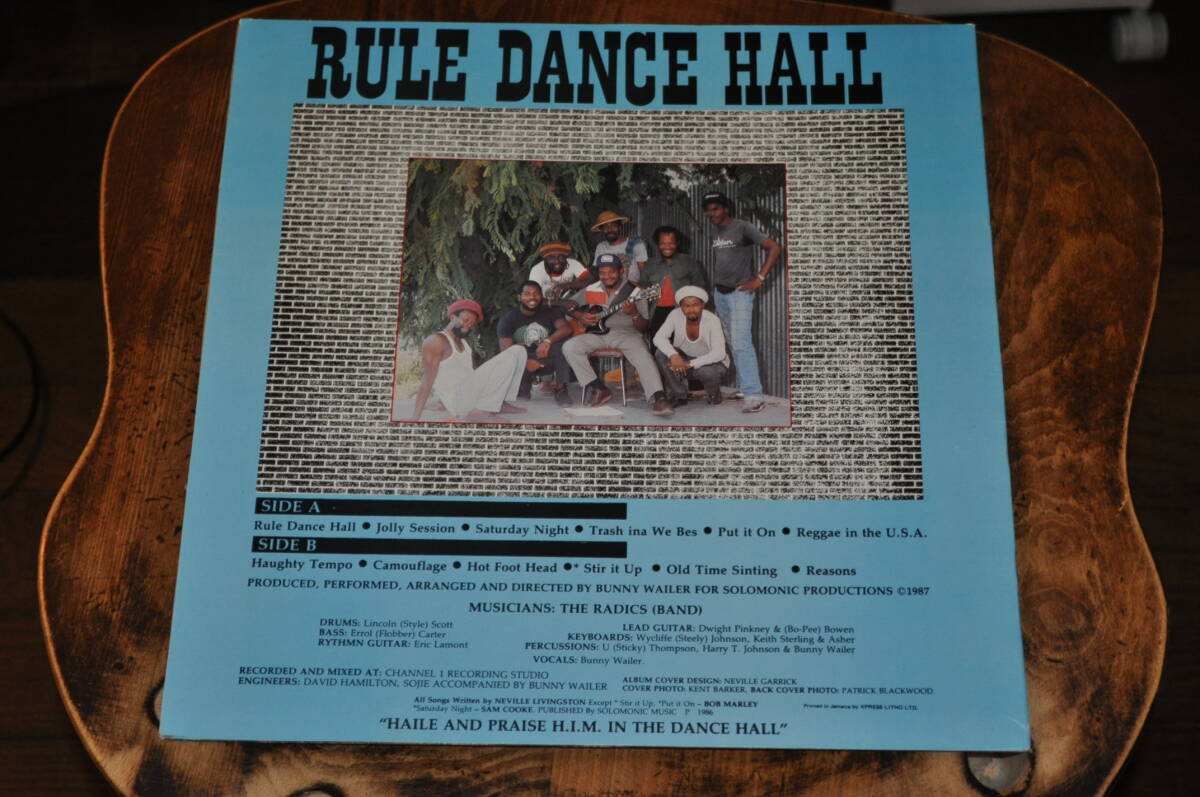 RULE DANCE HALL
SIDE A
Rule Dance Hall • Jolly Session • Saturday Night • Trash ina We Bes • Put it On • Reggae in the U.S.A.
SIDE B
Haughty Tempo • Camouflage • Hot Foot Head •* Stir it Up • Old Time Sinting • Reasons
PRODUCED, PERFORMED, ARRANGED AND DIRECTED BY BUNNY WAILER FOR SOLOMONIC PRODUCTIONS ©1987
MUSICIANS: THE RADICS (BAND)
DRUMS: Lincoln (Style) Scott
BASS: Errol (Flobber) Carter
RYTHMN GUITAR: Eric Lamont
LEAD GUITAR: Dwight Pinkney & (Bo-Pee) Bowen
KEYBOARDS: Wycliffe (Steely) Johnson, Keith Sterling & Asher
PERCUSSIONS: U (Sticky) Thompson, Harry T. Johnson & Bunny Wailer
VOCALS: Bunny Wailer.
RECORDED AND MIXED AT: CHANNEL 1 RECORDING STUDIO
ENGINEERS: DAVID HAMILTON, SOJIE ACCOMPANIED BY BUNNY WAILER
ALBUM COVER DESIGN: NEVILLE GARRICK
COVER PHOTO: KENT BARKER, BACK COVER PHOTO: PATRICK BLACKWOOD.
All Songs Written by NEVILLE LIVINGSTON Except * Stir it Up, *Put it On – BOB MARLEY
*Saturday Night – SAM COOKE. PUBLISHED By SOLOMONIC MUSIC P 1986
Printed in Jamaica by XPRESS LITHO LTD.
"HAILE AND PRAISE H.I.M. IN THE DANCE HALL"